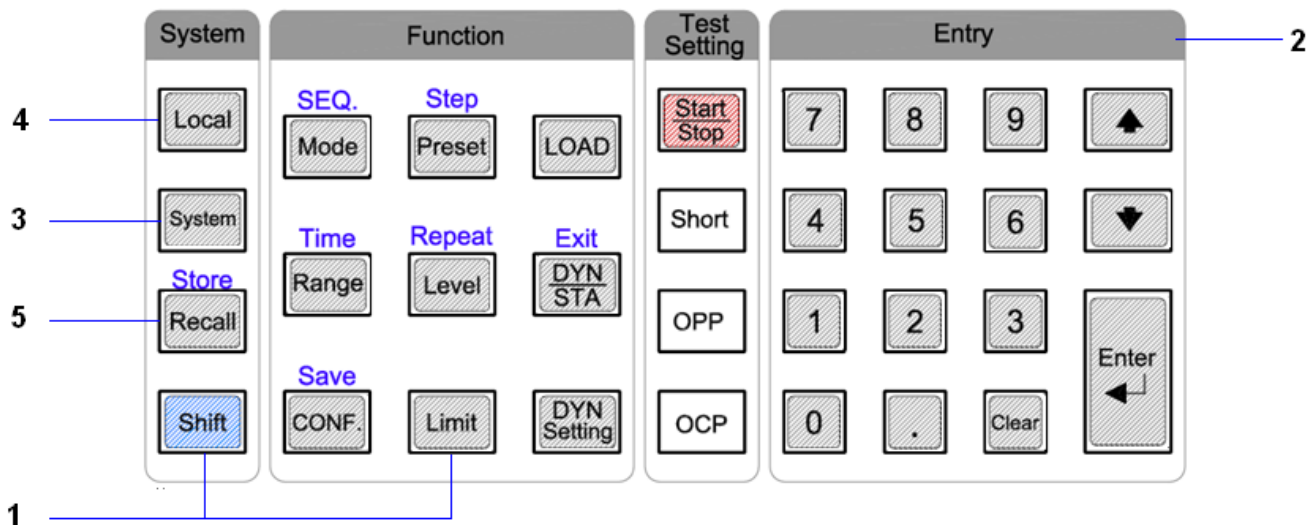 System
Function
Test
Setting
Entry
2
4
Local
SEQ.
Mode
Step
Preset
LOAD
Start
Stop
7
8
9
3
System
Time
Range
Repeat
Level
Exit
DYN
STA
Short
4
5
6
5
Store
Recall
OPP
1
2
3
Enter
Shift
Save
CONF.
Limit
DYN
Setting
OCP
0
.
Clear
1